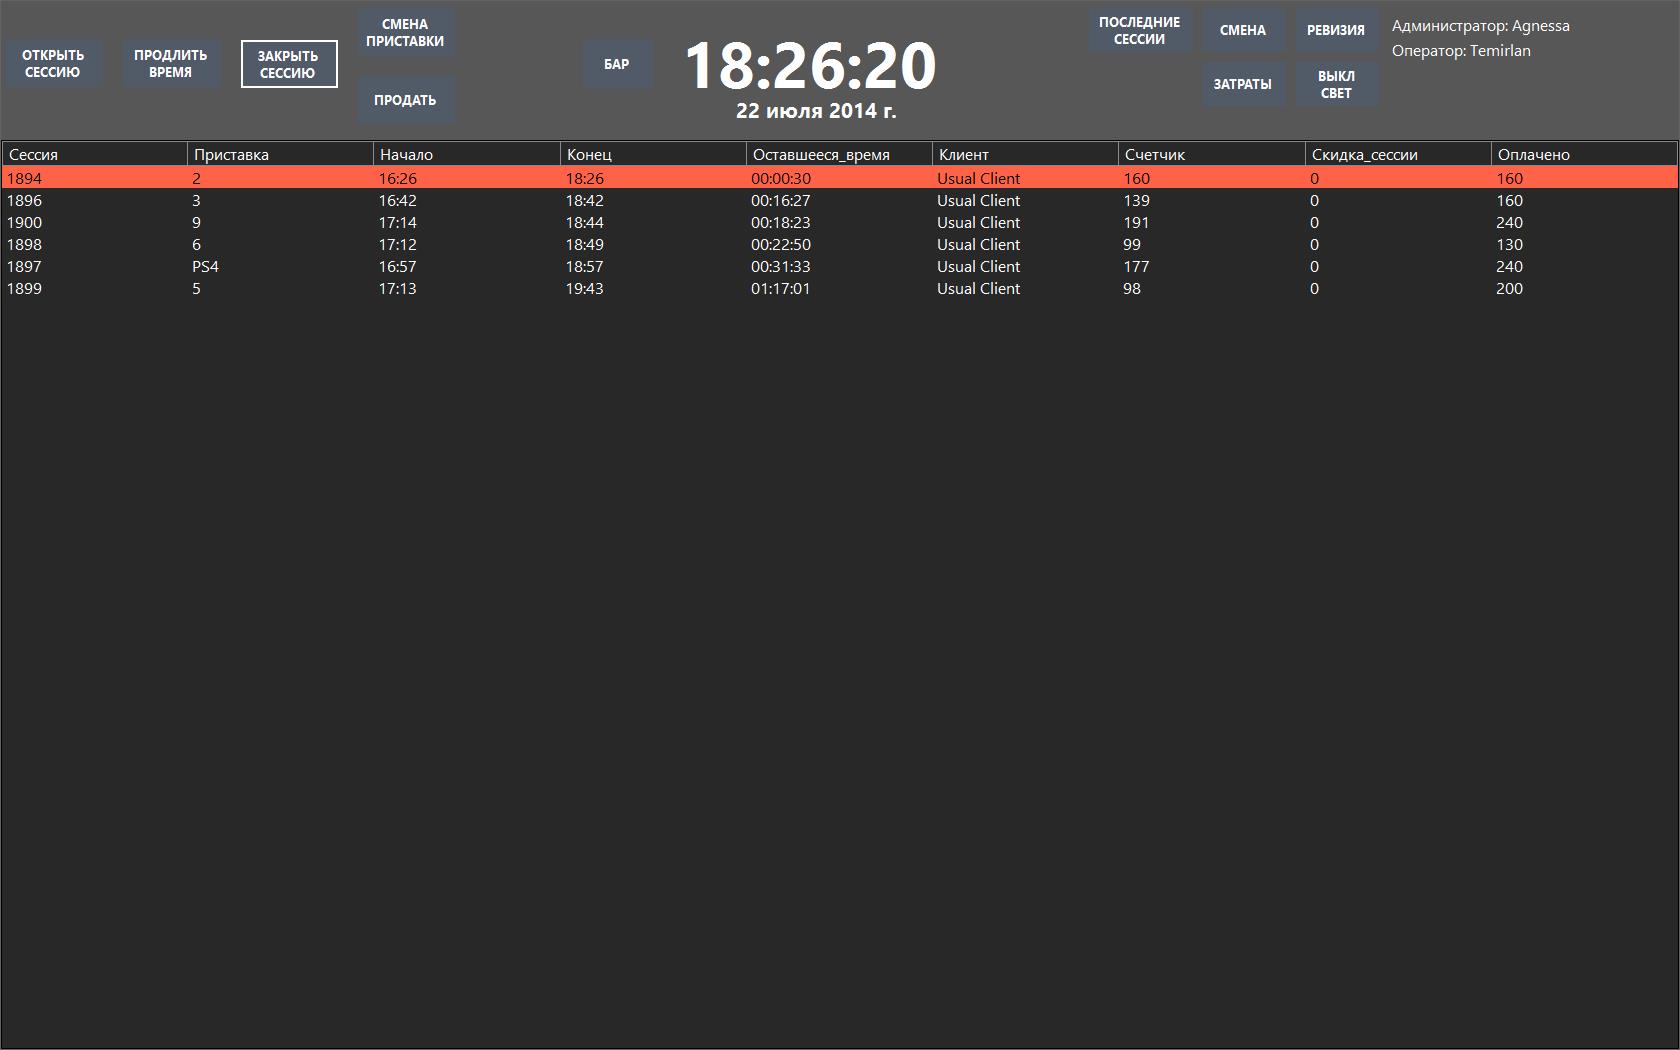 ОТКРЫТЬ
СЕССИЮ
ПРОДЛИТЬ
ВРЕМЯ
ЗАКРЫТЬ
СЕССИЮ
СМЕНА
ПРИСТАВКИ
ПРОДАТЬ
БАР
18:26:20
22 июля 2014 г.
ПОСЛЕДНИЕ
СЕССИИ
СМЕНА
РЕВИЗИЯ
ЗАТРАТЫ
ВЫКЛ
СВЕТ
Администратор: Agnessa
Оператор: Temirlan
Сессия Приставка Начало Конец Оставшееся_время Клиент Счетчик Скидка_сессии Оплачено
1894 2 16:26 18:26 00:00:30 Usual Client 160 0 160
1896 3 16:42 18:42 00:16:27 Usual Client 139 0 160
1900 9 17:14 18:44 00:18:23 Usual Client 191 0 240
1898 6 17:12 18:49 00:22:50 Usual Client 99 0 130
1897 PS4 16:57 18:57 00:31:33 Usual Client 177 0 240
1899 5 17:13 19:43 01:17:01 Usual Client 98 0 200